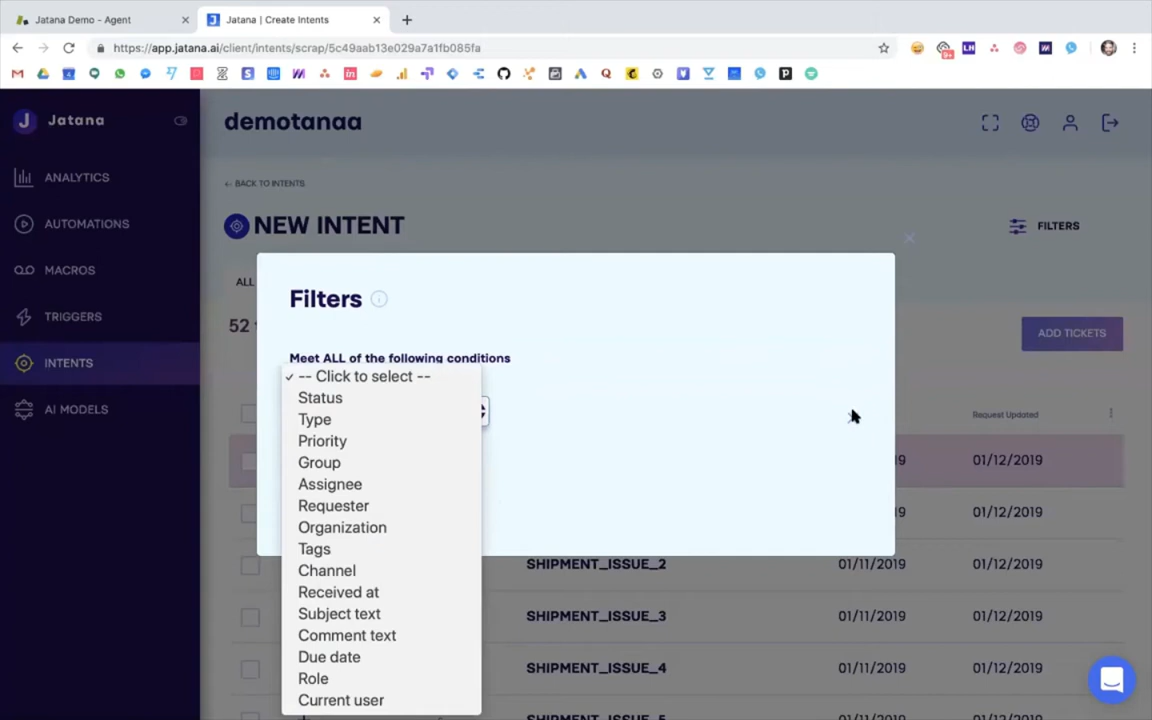 Jatana Demo - Agent
Jatana | Create Intents
https://app.jatana.ai/client/intents/scrap/5c49aab13e029a7a1fb085fa
Jatana
demotanaa
ANALYTICS
AUTOMATIONS
MACROS
TRIGGERS
INTENTS
AI MODELS
← BACK TO INTENTS
NEW INTENT
FILTERS
ALL
52
ADD TICKETS
Filters
Meet ALL of the following conditions
-- Click to select --
Status
Type
Priority
Group
Assignee
Requester
Organization
Tags
Channel
Received at
Subject text
Comment text
Due date
Role
Current user
Request Updated
19 01/12/2019
01/12/2019
SHIPMENT_ISSUE_2 01/11/2019 01/12/2019
SHIPMENT_ISSUE_3 01/11/2019 01/12/2019
SHIPMENT_ISSUE_4 01/11/2019 01/12/2019